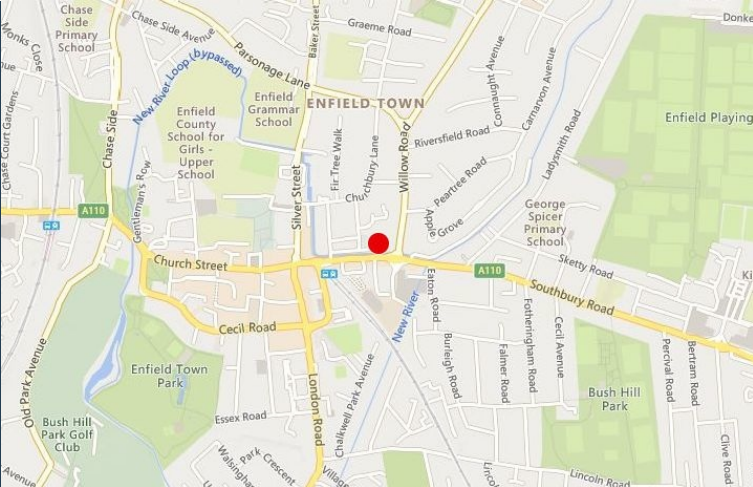 Chase
Side
Primary
School
Chase Side Avenue
Baker Street
Graeme Road
Donke
Monks Close
Parsonage Lane
New River Loop (bypassed)
Connaught Avenue
Carnarvon Avenue
Enfield
Grammar
School
ENFIELD TOWN
Enfield
County
School for
Girls -
Upper
School
Enfield Playing
Chase Side
Chase Court Gardens
Gentleman's Row
Silver Street
Fir Tree Walk
Churchbury Lane
Willow Road
Riversfield Road
Peartree Road
Ladysmith Road
Apple
Grove
George
Spicer
Primary
School
A110
Church Street
A110
Sketty Road
Southbury Road
Ki
Cecil Road
Eaton Road
New River
Burleigh Road
Falmer Road
Fotheringham Road
Cecil Avenue
Percival Road
Bertram Road
Clive Road
Old Park Avenue
Enfield Town
Park
London Road
Chalkwell Park Avenue
Bush Hill
Park
Bush Hill
Park Golf
Club
Essex Road
Park Crescent
Walsingham
Village
Lincoln Road
Avenue